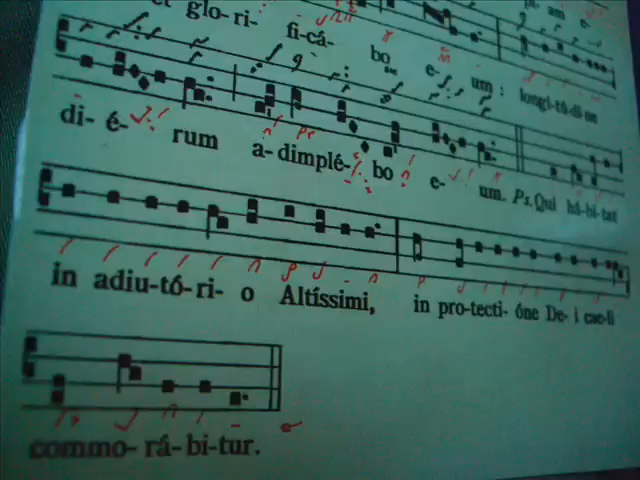 et glo-ri- fi-cá- bo e- um: longi-tú-di-ne
di- é- rum a-dimplé- bo e- um. Ps. Qui há-bi-tat
in adiu-tó-ri- o Altíssimi, in pro-tecti- óne De- i cae-li
commo- rá-bi-tur.